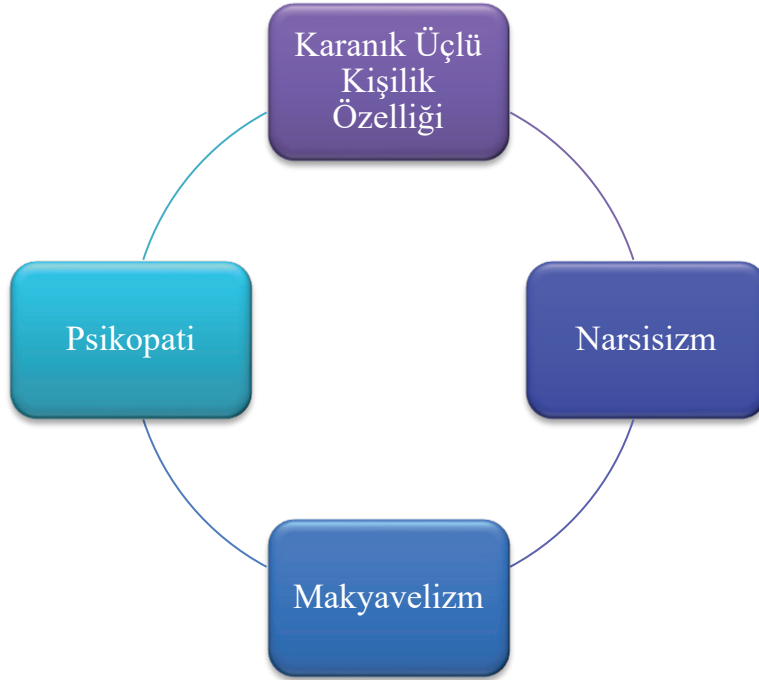 Karanık Üçlü
Kişilik
Özelliği
Psikopati
Narsisizm
Makyavelizm